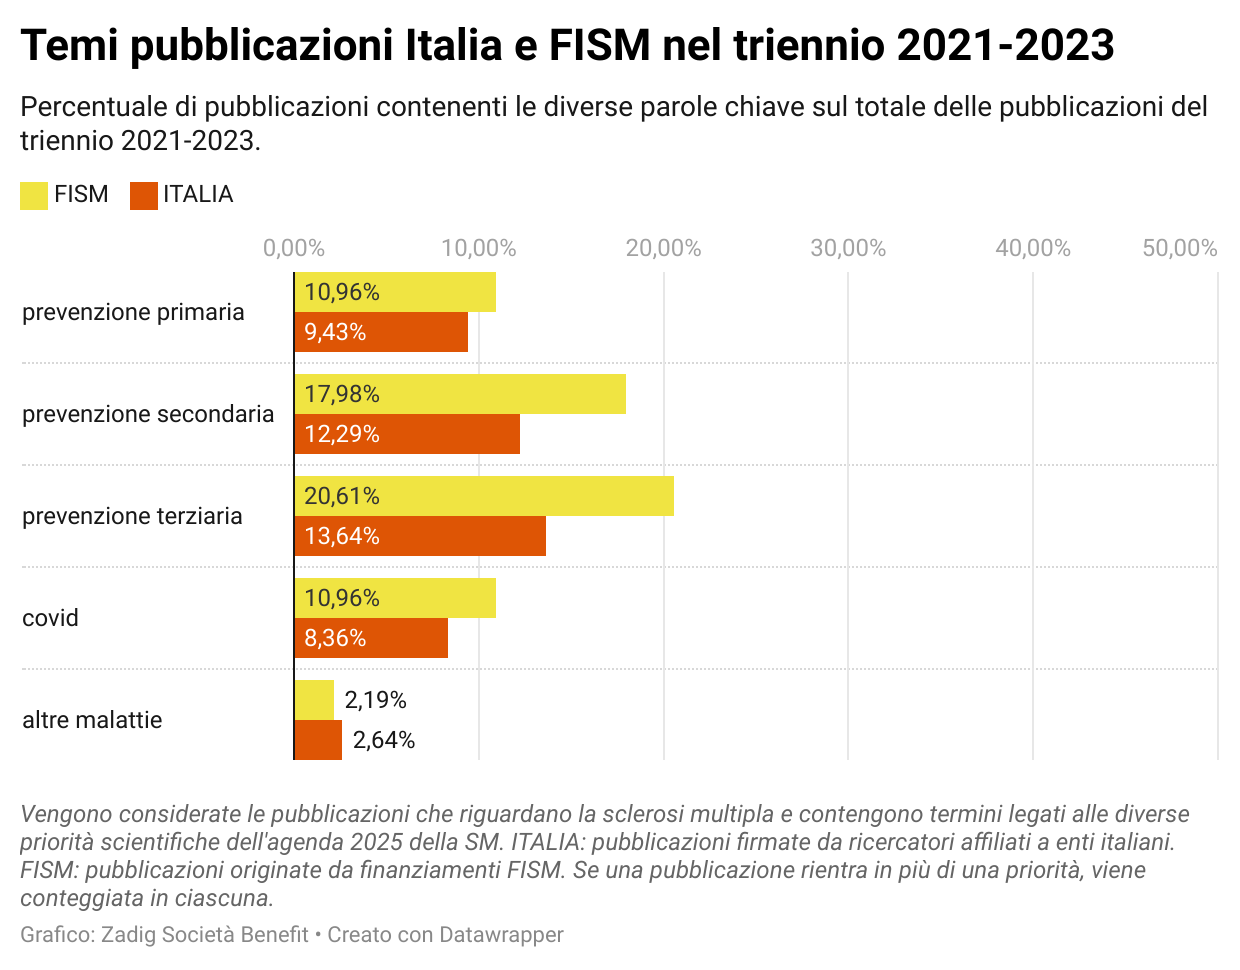 Temi pubblicazioni Italia e FISM nel triennio 2021-2023
Percentuale di pubblicazioni contenenti le diverse parole chiave sul totale delle pubblicazioni del
triennio 2021-2023.
FISM ITALIA
0,00% 10,00% 20,00% 30,00% 40,00% 50,00%
prevenzione primaria
10,96%
9,43%
prevenzione secondaria
17,98%
12,29%
prevenzione terziaria
20,61%
13,64%
covid
10,96%
8,36%
altre malattie
2,19%
2,64%
Vengono considerate le pubblicazioni che riguardano la sclerosi multipla e contengono termini legati alle diverse
priorità scientifiche dell'agenda 2025 della SM. ITALIA: pubblicazioni firmate da ricercatori affiliati a enti italiani.
FISM: pubblicazioni originate da finanziamenti FISM. Se una pubblicazione rientra in più di una priorità, viene
conteggiata in ciascuna.
Grafico: Zadig Società Benefit • Creato con Datawrapper